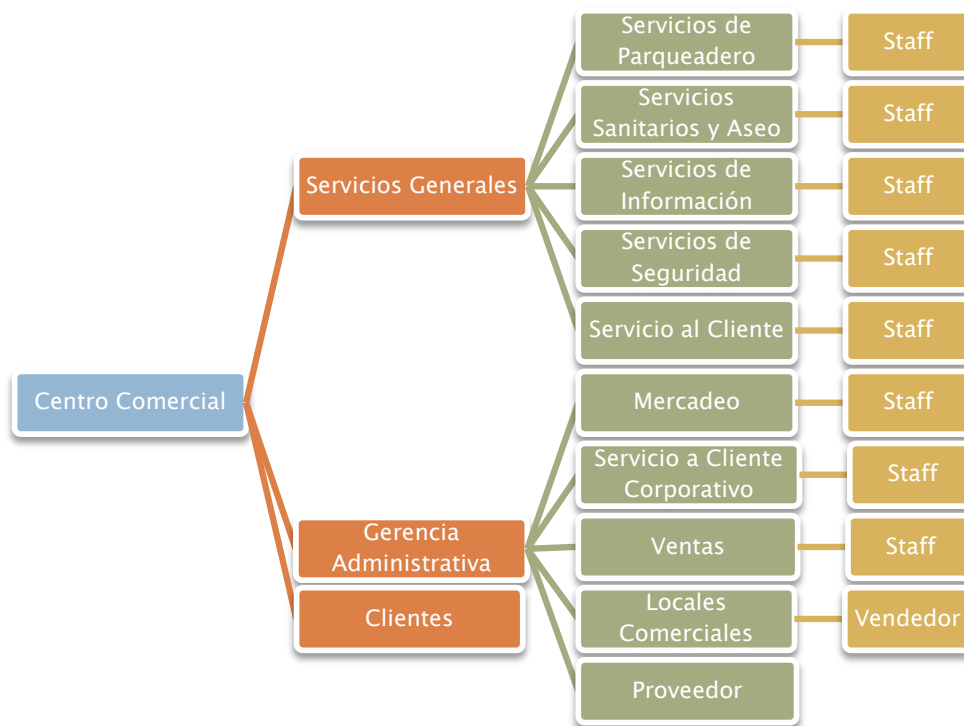 Servicios de
Parqueadero
Staff
Servicios
Sanitarios y Aseo
Staff
Servicios Generales
Servicios de
Información
Staff
Servicios de
Seguridad
Staff
Servicio al Cliente
Staff
Centro Comercial
Mercadeo
Staff
Servicio a Cliente
Corporativo
Staff
Gerencia
Administrativa
Ventas
Staff
Clientes
Locales
Comerciales
Vendedor
Proveedor